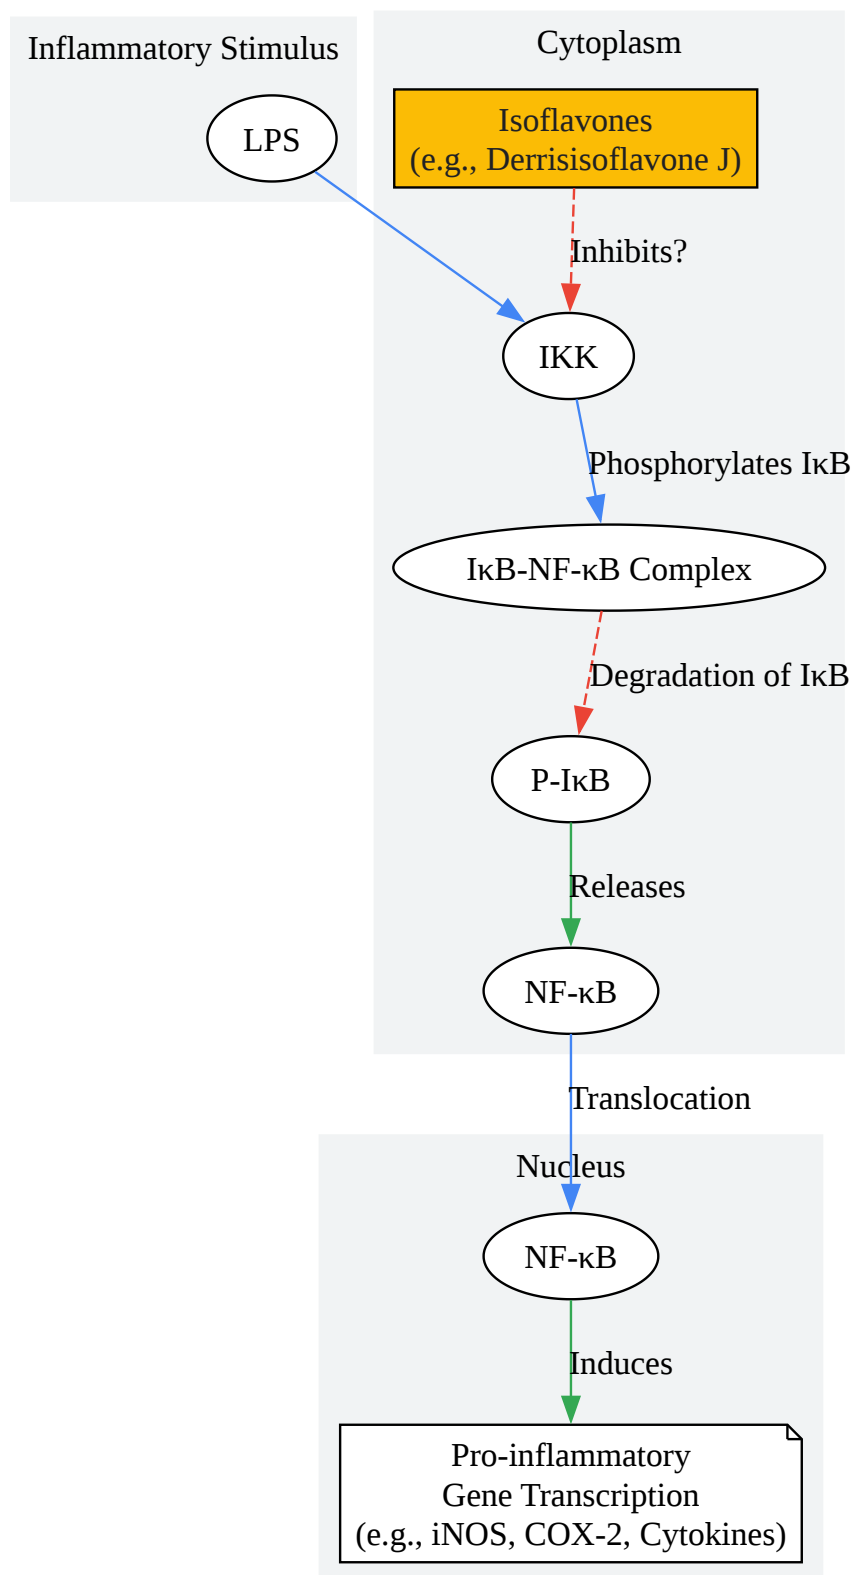 Inflammatory Stimulus
LPS
Cytoplasm
Isoflavones
(e.g., Derrisisoflavone J)
Inhibits?
IKK
Phosphorylates IκB
IκB-NF-κB Complex
Degradation of IκB
P-IκB
Releases
NF-κB
Translocation
Nucleus
NF-κB
Induces
Pro-inflammatory
Gene Transcription
(e.g., iNOS, COX-2, Cytokines)